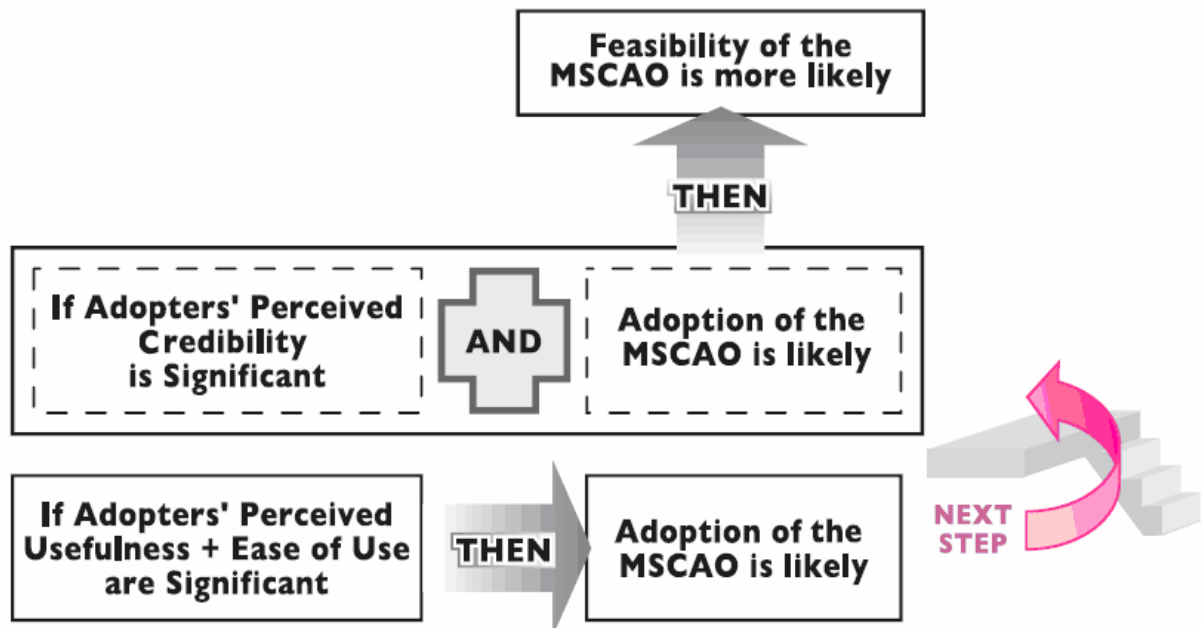 Feasibility of the
MSCAO is more likely
THEN
If Adopters' Perceived
Credibility
is Significant
AND
Adoption of the
MSCAO is likely
If Adopters' Perceived
Usefulness + Ease of Use
are Significant
THEN
Adoption of the
MSCAO is likely
NEXT
STEP